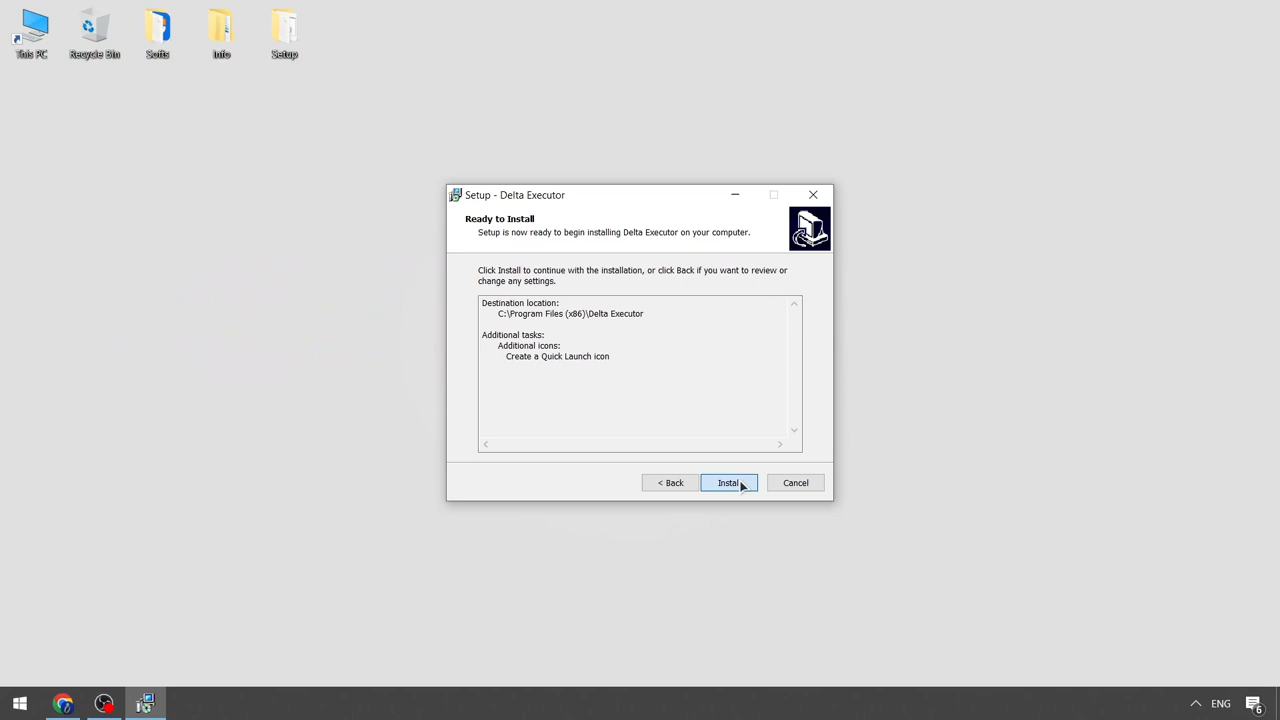 This PC
Recycle Bin
Softs
Info
Setup
Setup - Delta Executor
Ready to Install
Setup is now ready to begin installing Delta Executor on your computer.
Click Install to continue with the installation, or click Back if you want to review or
change any settings.
Destination location:
C:\Program Files (x86)\Delta Executor
Additional tasks:
Additional icons:
Create a Quick Launch icon
< Back
Instal
Cancel
ENG
6